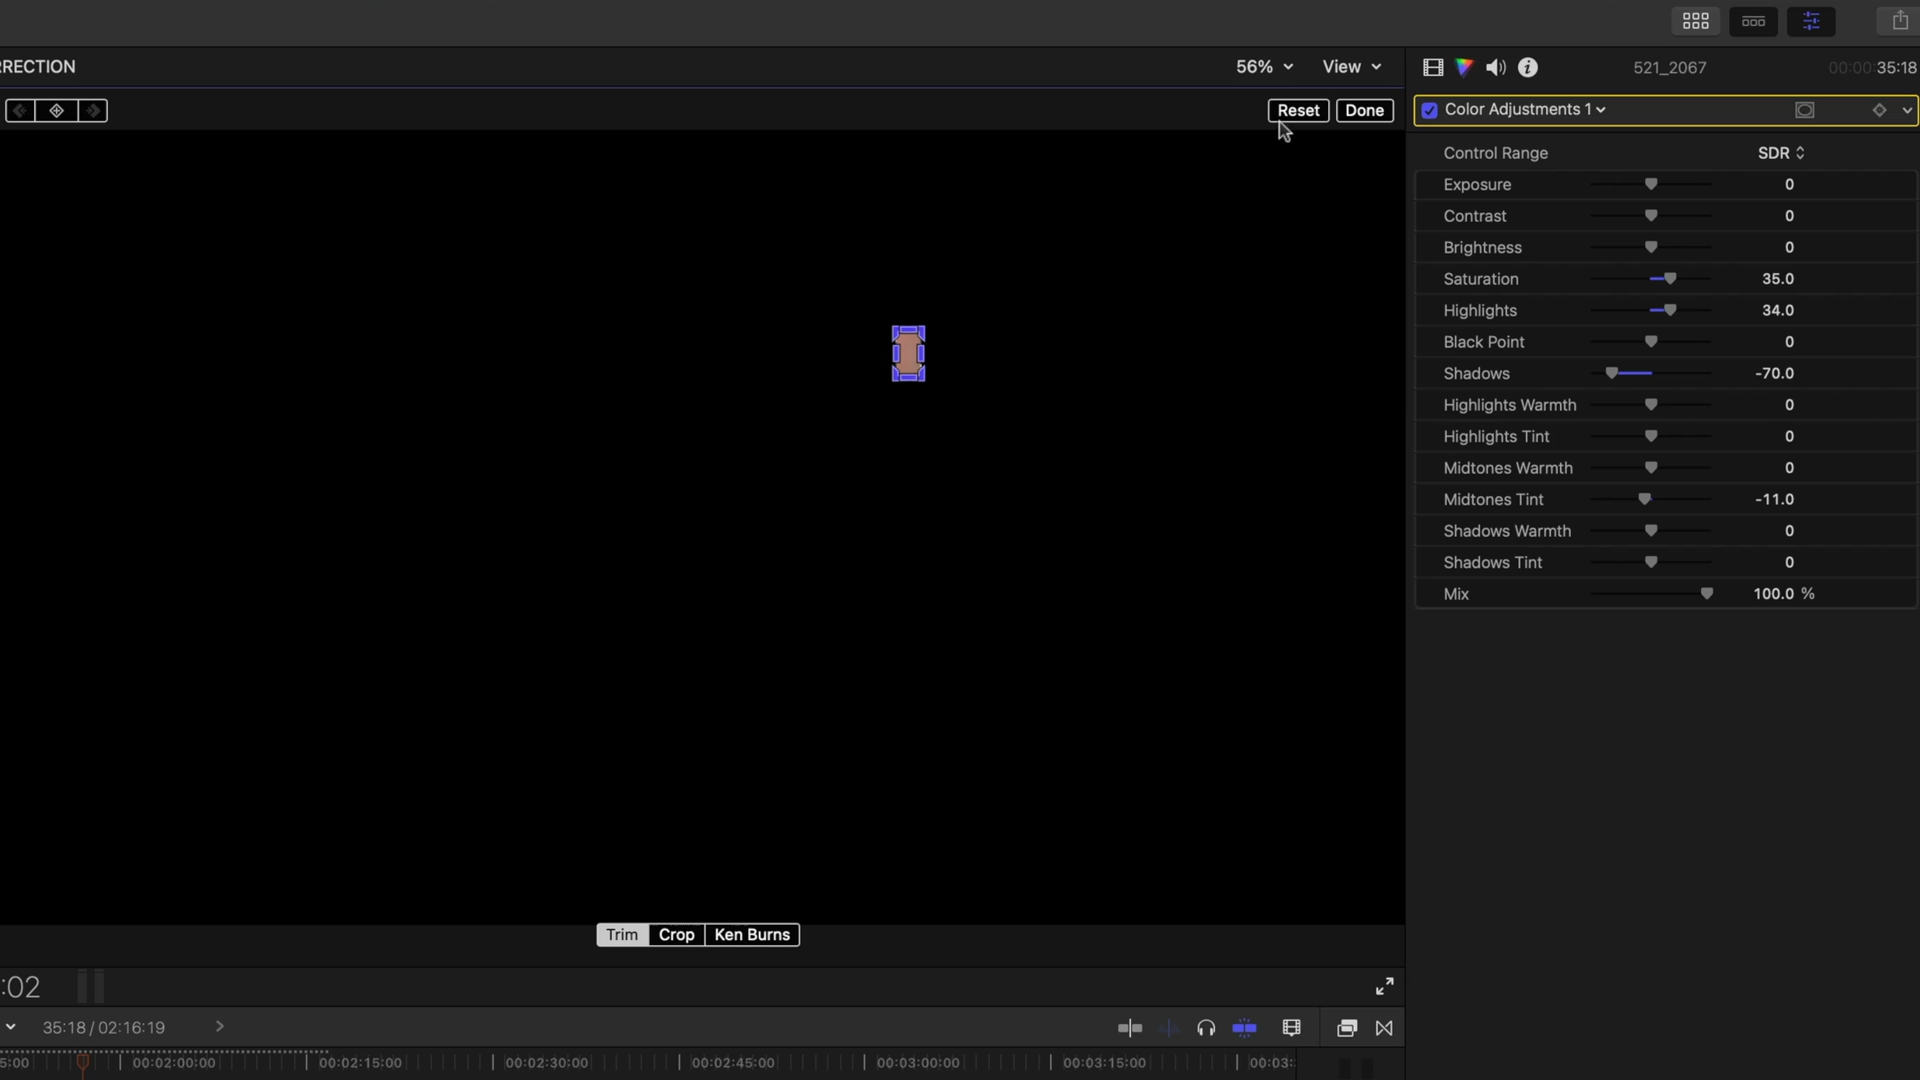 RRECTION
56%
View
521_2067
00:00:35:18
Reset
Done
Color Adjustments 1
Control Range SDR
Exposure 0
Contrast 0
Brightness 0
Saturation 35.0
Highlights 34.0
Black Point 0
Shadows -70.0
Highlights Warmth 0
Highlights Tint 0
Midtones Warmth 0
Midtones Tint -11.0
Shadows Warmth 0
Shadows Tint 0
Mix 100.0 %
Trim Crop Ken Burns
:02
35:18 / 02:16:19
5:00 00:02:00:00 00:02:15:00 00:02:30:00 00:02:45:00 00:03:00:00 00:03:15:00 00:03: